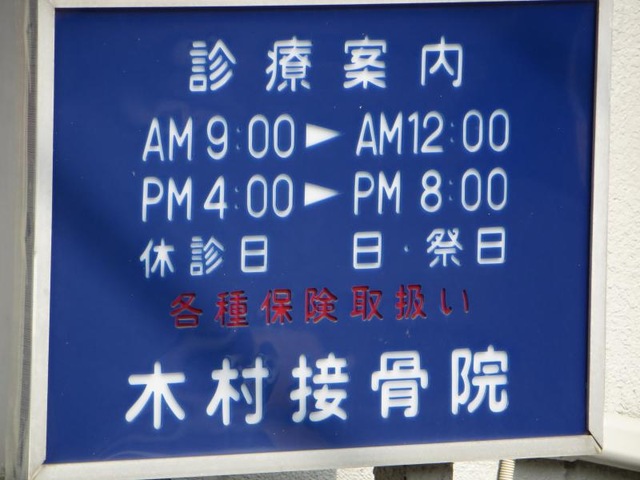 診療案内
AM 9:00 ▶ AM12:00
PM 4:00 ▶ PM 8:00
休診日 日・祭日
各種保険取扱い
木村接骨院